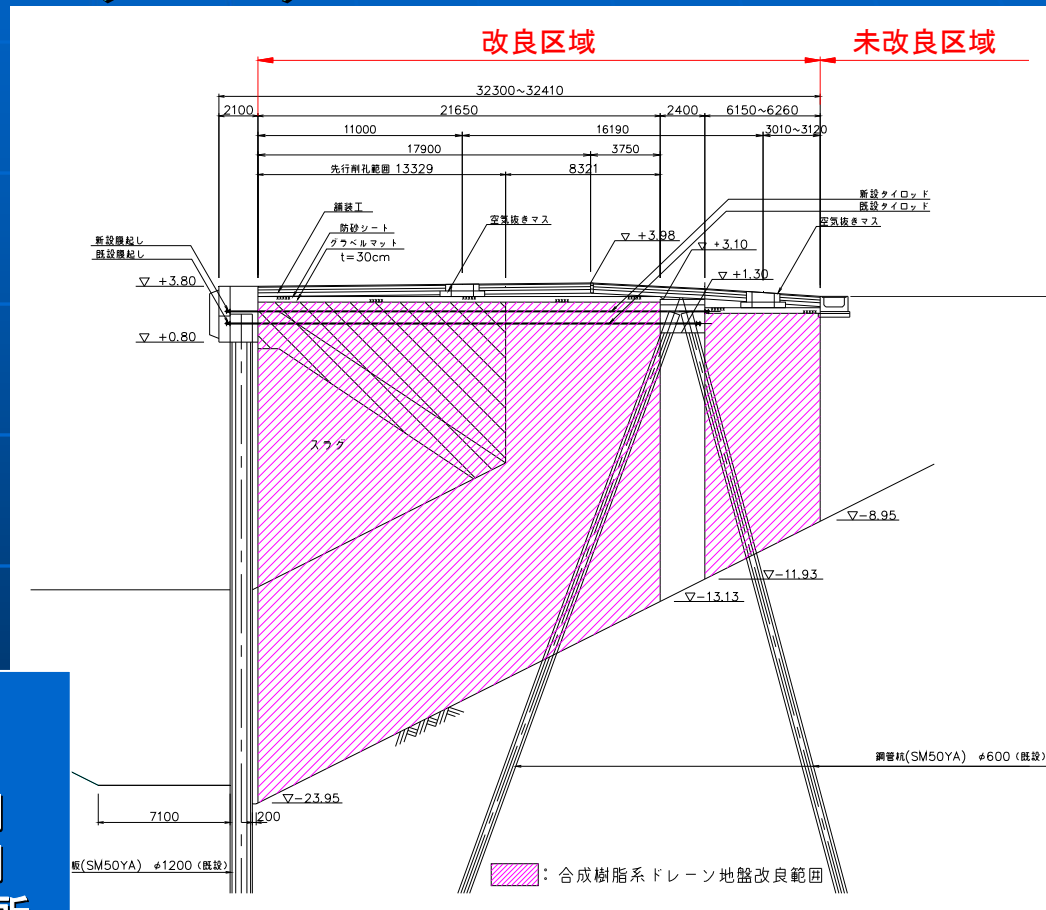 改良区域
未改良区域
32300~32410
2100
21650
2400
6150~6260
11000
16190
3010~3120
17900
3750
先行削孔範囲 13329
8321
新設タイロッド
既設タイロッド
舗装工
空気抜きマス
空気抜きマス
防砂シート
グラベルマット
t=30cm
新設腹起し
既設腹起し
▽ +3.98
▽ +3.10
▽ +1.30
▽ +3.80
▽ +0.80
スラグ
▽-8.95
▽-11.93
▽-13.13
▽-23.95
7100
200
鋼管杭(SM50YA) φ600 (既設)
板(SM50YA) φ1200 (既設)
: 合成樹脂系ドレーン地盤改良範囲
所